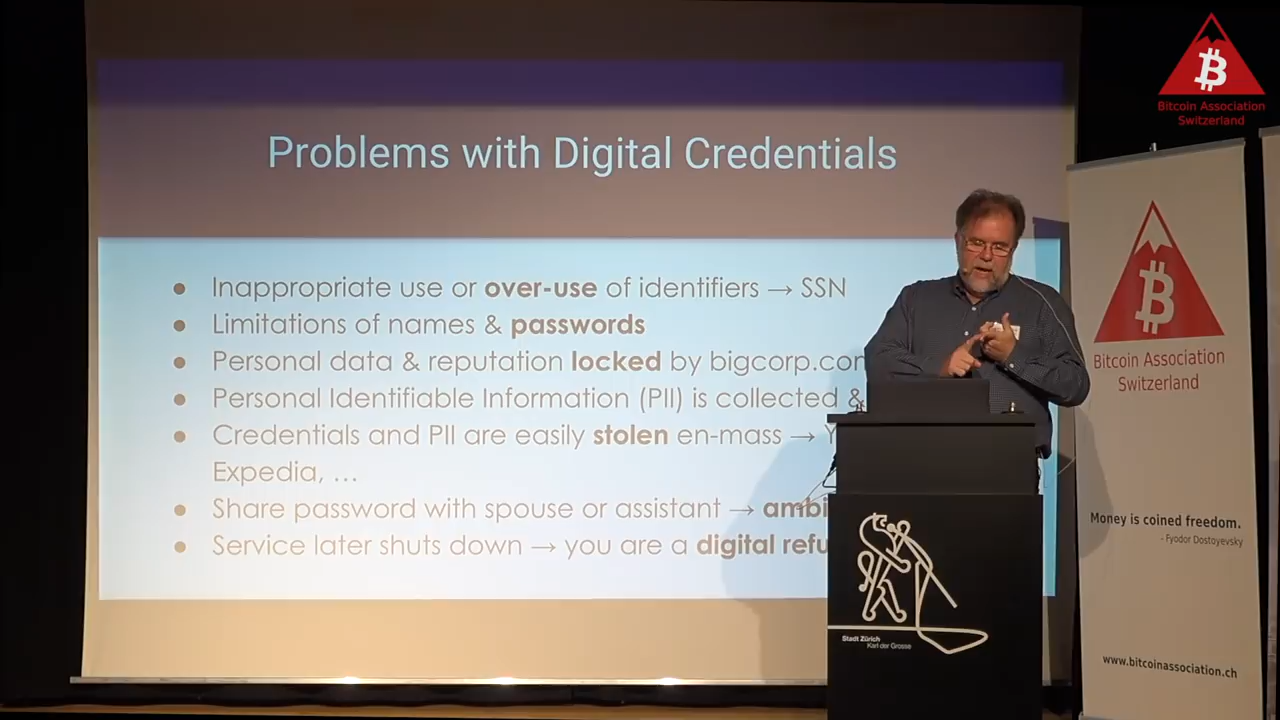 Problems with Digital Credentials
Inappropriate use or over-use of identifiers → SSN
Limitations of names & passwords
Personal data & reputation locked by
Personal Identifiable Information (PII) is collected &
Credentials and PII are easily stolen en-mass →
Expedia, ...
Share password with spouse or assistant →
Service later shuts down → you are a digital
Bitcoin Association
Switzerland
Bitcoin Association
Switzerland
Money is coined freedom.
- Fyodor Dostoyevsky
www.bitcoinassociation.ch
Stadt Zürich
Karl der Grosse